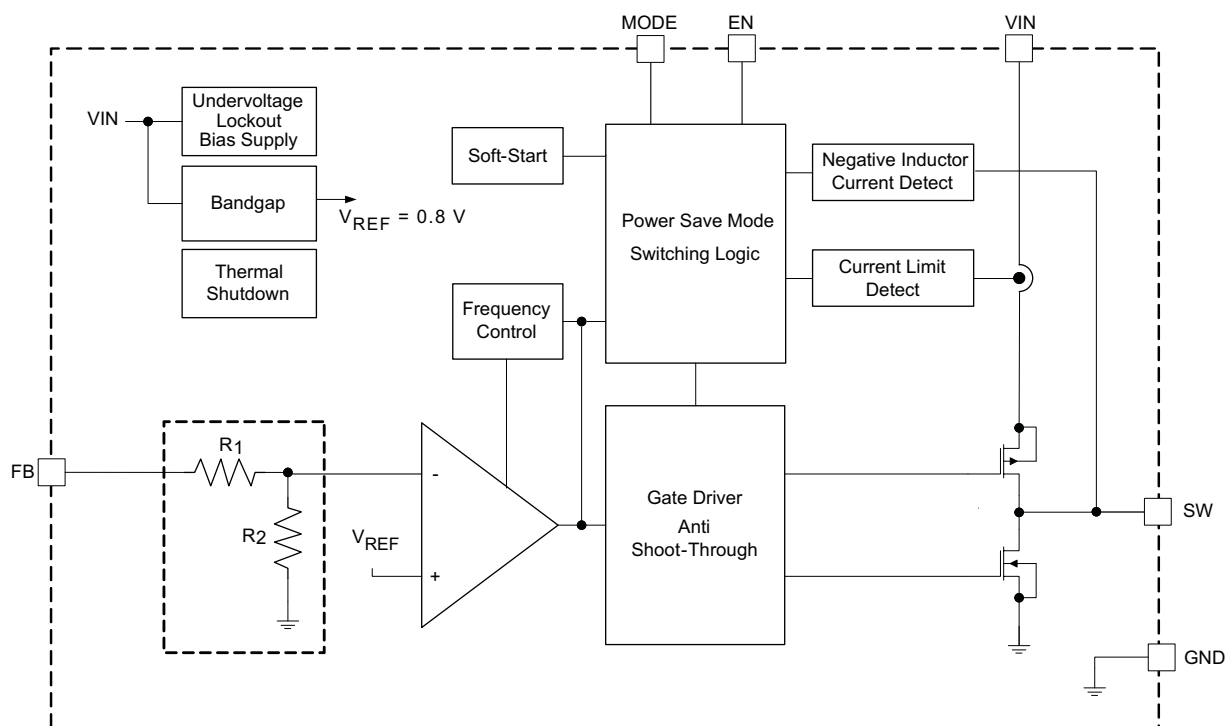 MODE
EN
VIN
VIN
Undervoltage
Lockout
Bias Supply
Bandgap
VREF = 0.8 V
Thermal
Shutdown
Soft-Start
Power Save Mode
Switching Logic
Negative Inductor
Current Detect
Current Limit
Detect
Frequency
Control
FB
R1
R2
VREF
-
+
Gate Driver
Anti
Shoot-Through
SW
GND